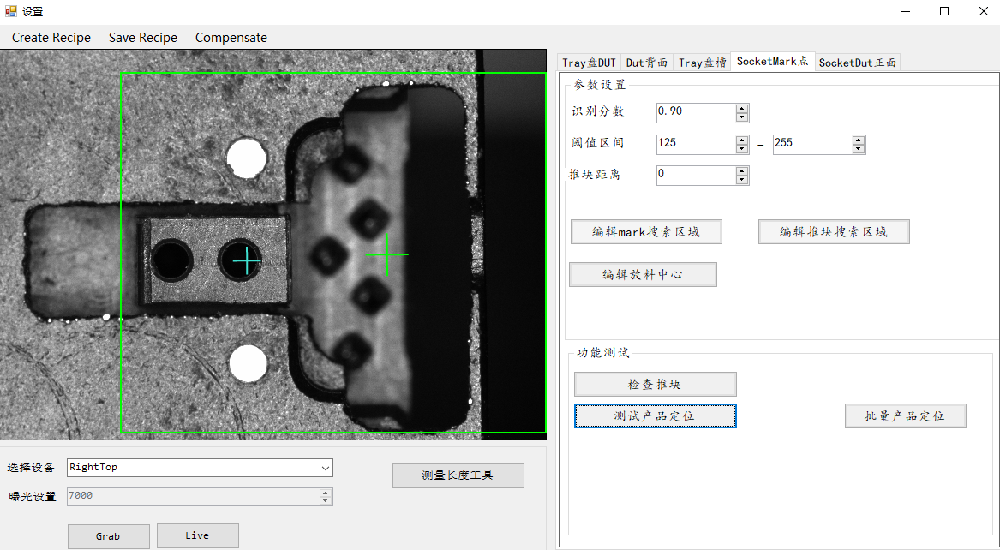 设置
Create Recipe Save Recipe Compensate
Tray盘DUT Dut背面 Tray盘槽 SocketMark点 SocketDut正面
参数设置
识别分数 0.90
阈值区间 125 – 255
推块距离 0
编辑mark搜索区域 编辑推块搜索区域
编辑放料中心
功能测试
检查推块
测试产品定位 批量产品定位
选择设备 RightTop 测量长度工具
曝光设置 7000
Grab Live